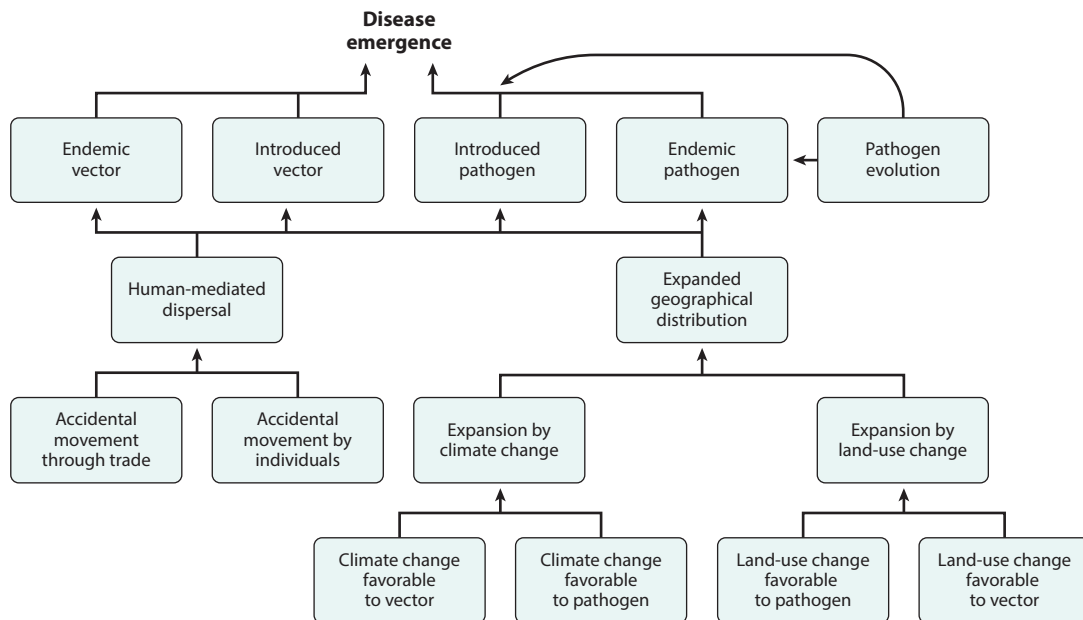 Disease
emergence
Endemic
vector
Introduced
vector
Introduced
pathogen
Endemic
pathogen
Pathogen
evolution
Human-mediated
dispersal
Expanded
geographical
distribution
Accidental
movement
through trade
Accidental
movement by
individuals
Expansion by
climate change
Expansion by
land-use change
Climate change
favorable
to vector
Climate change
favorable
to pathogen
Land-use change
favorable
to pathogen
Land-use change
favorable
to vector